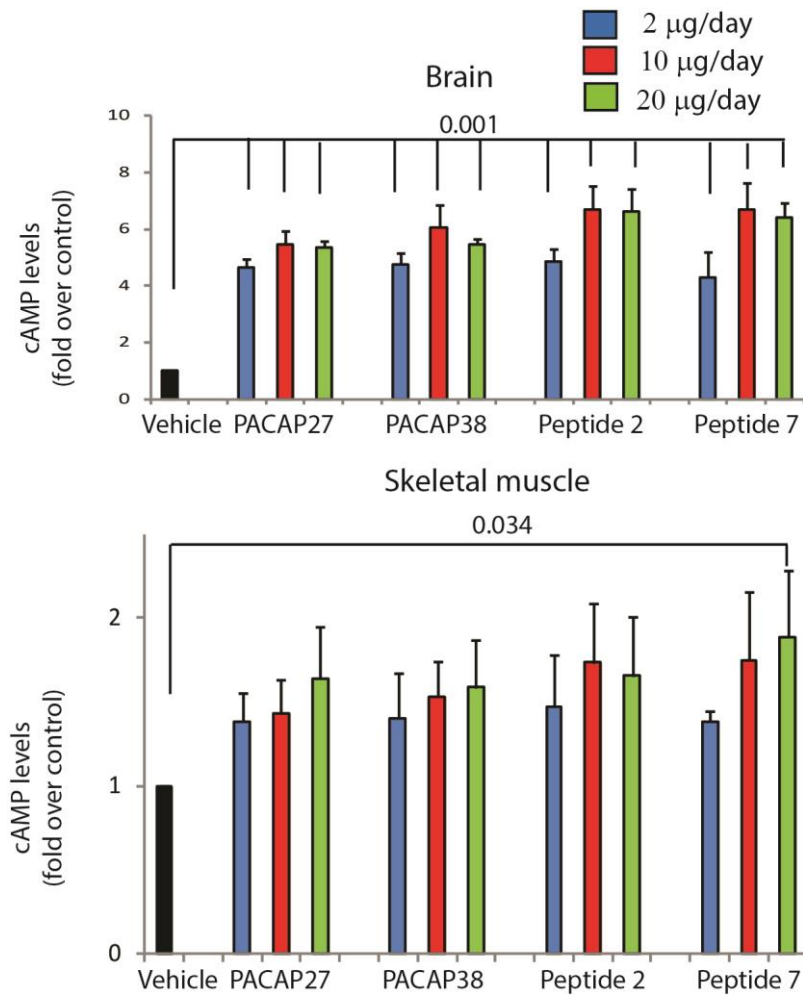 2 μg/day
10 μg/day
20 μg/day
Brain
0.001
10
8
6
4
2
0
cAMP levels
(fold over control)
Vehicle PACAP27 PACAP38 Peptide 2 Peptide 7
Skeletal muscle
0.034
2
1
0
cAMP levels
(fold over control)
Vehicle PACAP27 PACAP38 Peptide 2 Peptide 7